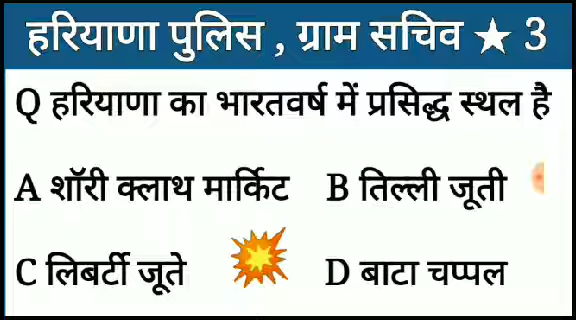 हरियाणा पुलिस , ग्राम सचिव ★ 3
Q हरियाणा का भारतवर्ष में प्रसिद्ध स्थल है
A शॉरी क्लाथ मार्किट B तिल्ली जूती
C लिबर्टी जूते D बाटा चप्पल